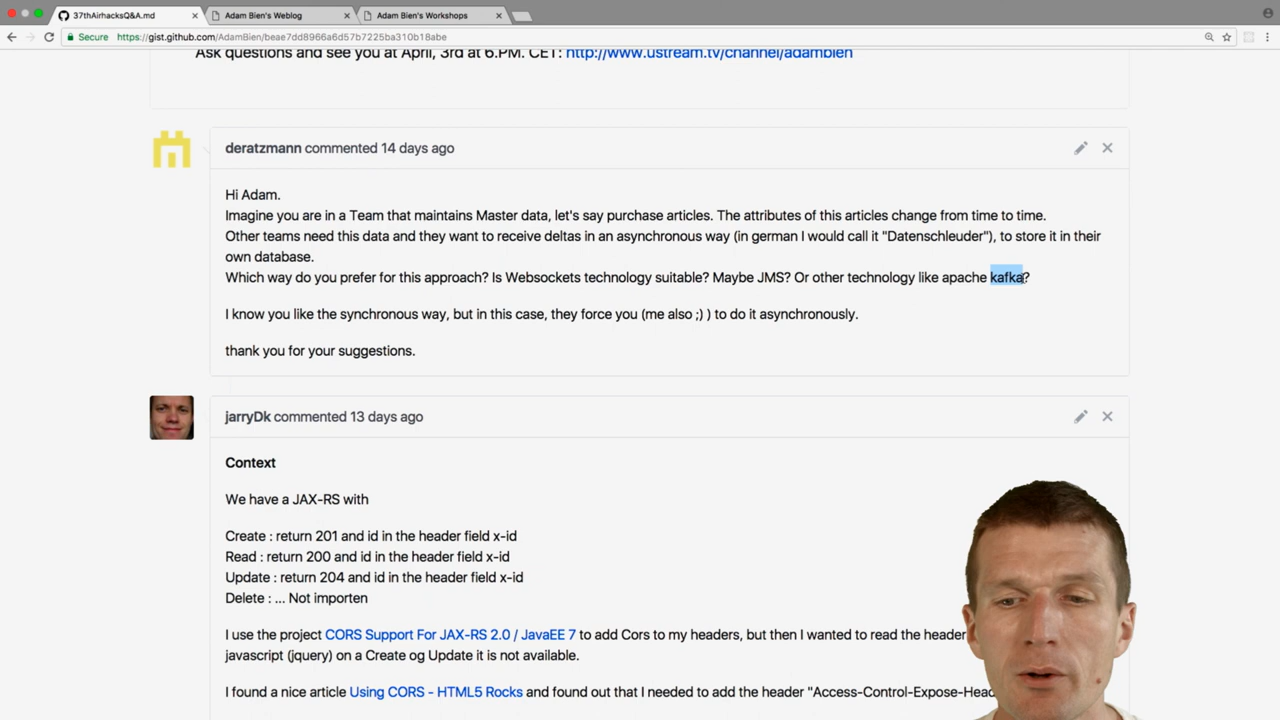 37thAirhacksQ&A.md
Adam Bien's Weblog
Adam Bien's Workshops
Secure
https://gist.github.com/AdamBien/beae7dd8966a6d57b7225ba310b18abe
Ask questions and see you at April, 3rd at 6.P.M. CET: http://www.ustream.tv/channel/adambien
deratzmann commented 14 days ago
Hi Adam.
Imagine you are in a Team that maintains Master data, let's say purchase articles. The attributes of this articles change from time to time.
Other teams need this data and they want to receive deltas in an asynchronous way (in german I would call it "Datenschleuder"), to store it in their
own database.
Which way do you prefer for this approach? Is Websockets technology suitable? Maybe JMS? Or other technology like apache kafka?
I know you like the synchronous way, but in this case, they force you (me also ;) ) to do it asynchronously.
thank you for your suggestions.
jarryDk commented 13 days ago
Context
We have a JAX-RS with
Create : return 201 and id in the header field x-id
Read : return 200 and id in the header field x-id
Update : return 204 and id in the header field x-id
Delete : ... Not importen
I use the project CORS Support For JAX-RS 2.0 / JavaEE 7 to add Cors to my headers, but then I wanted to read the header
javascript (jquery) on a Create og Update it is not available.
I found a nice article Using CORS - HTML5 Rocks and found out that I needed to add the header "Access-Control-Expose-Head